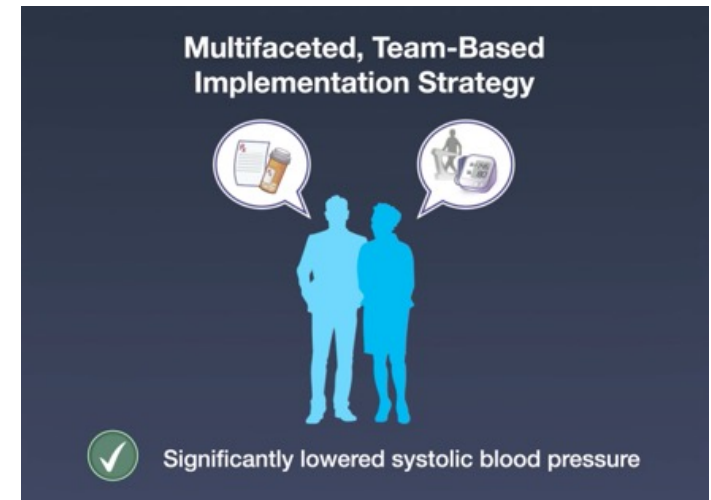 Multifaceted, Team-Based
Implementation Strategy
Significantly lowered systolic blood pressure